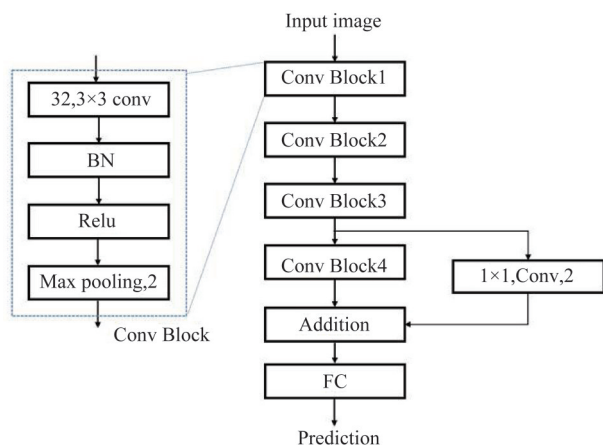 Input image
Conv Block1
Conv Block2
Conv Block3
Conv Block4
1×1,Conv,2
Addition
FC
Prediction
32,3×3 conv
BN
Relu
Max pooling,2
Conv Block